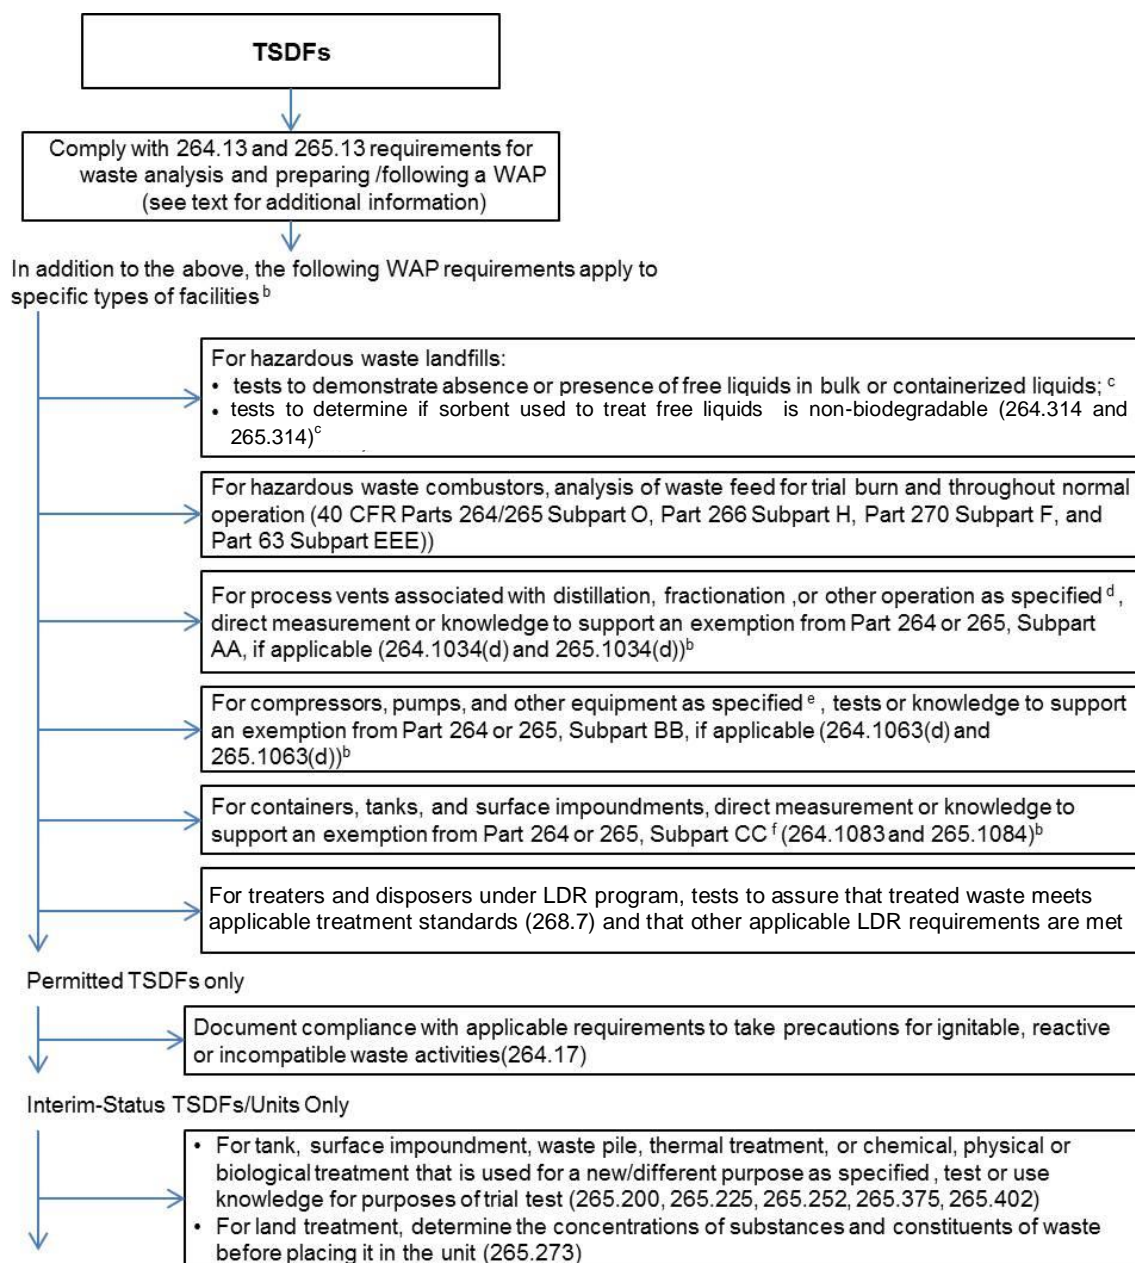 TSDFs
Comply with 264.13 and 265.13 requirements for
waste analysis and preparing /following a WAP
(see text for additional information)
In addition to the above, the following WAP requirements apply to
specific types of facilities b
For hazardous waste landfills:
• tests to demonstrate absence or presence of free liquids in bulk or containerized liquids; c
• tests to determine if sorbent used to treat free liquids is non-biodegradable (264.314 and
265.314)c
For hazardous waste combustors, analysis of waste feed for trial burn and throughout normal
operation (40 CFR Parts 264/265 Subpart O, Part 266 Subpart H, Part 270 Subpart F, and
Part 63 Subpart EEE))
For process vents associated with distillation, fractionation ,or other operation as specified d ,
direct measurement or knowledge to support an exemption from Part 264 or 265, Subpart
AA, if applicable (264.1034(d) and 265.1034(d))b
For compressors, pumps, and other equipment as specified e , tests or knowledge to support
an exemption from Part 264 or 265, Subpart BB, if applicable (264.1063(d) and
265.1063(d))b
For containers, tanks, and surface impoundments, direct measurement or knowledge to
support an exemption from Part 264 or 265, Subpart CC f (264.1083 and 265.1084)b
For treaters and disposers under LDR program, tests to assure that treated waste meets
applicable treatment standards (268.7) and that other applicable LDR requirements are met
Permitted TSDFs only
Document compliance with applicable requirements to take precautions for ignitable, reactive
or incompatible waste activities(264.17)
Interim-Status TSDFs/Units Only
• For tank, surface impoundment, waste pile, thermal treatment, or chemical, physical or
biological treatment that is used for a new/different purpose as specified , test or use
knowledge for purposes of trial test (265.200, 265.225, 265.252, 265.375, 265.402)
• For land treatment, determine the concentrations of substances and constituents of waste
before placing it in the unit (265.273)